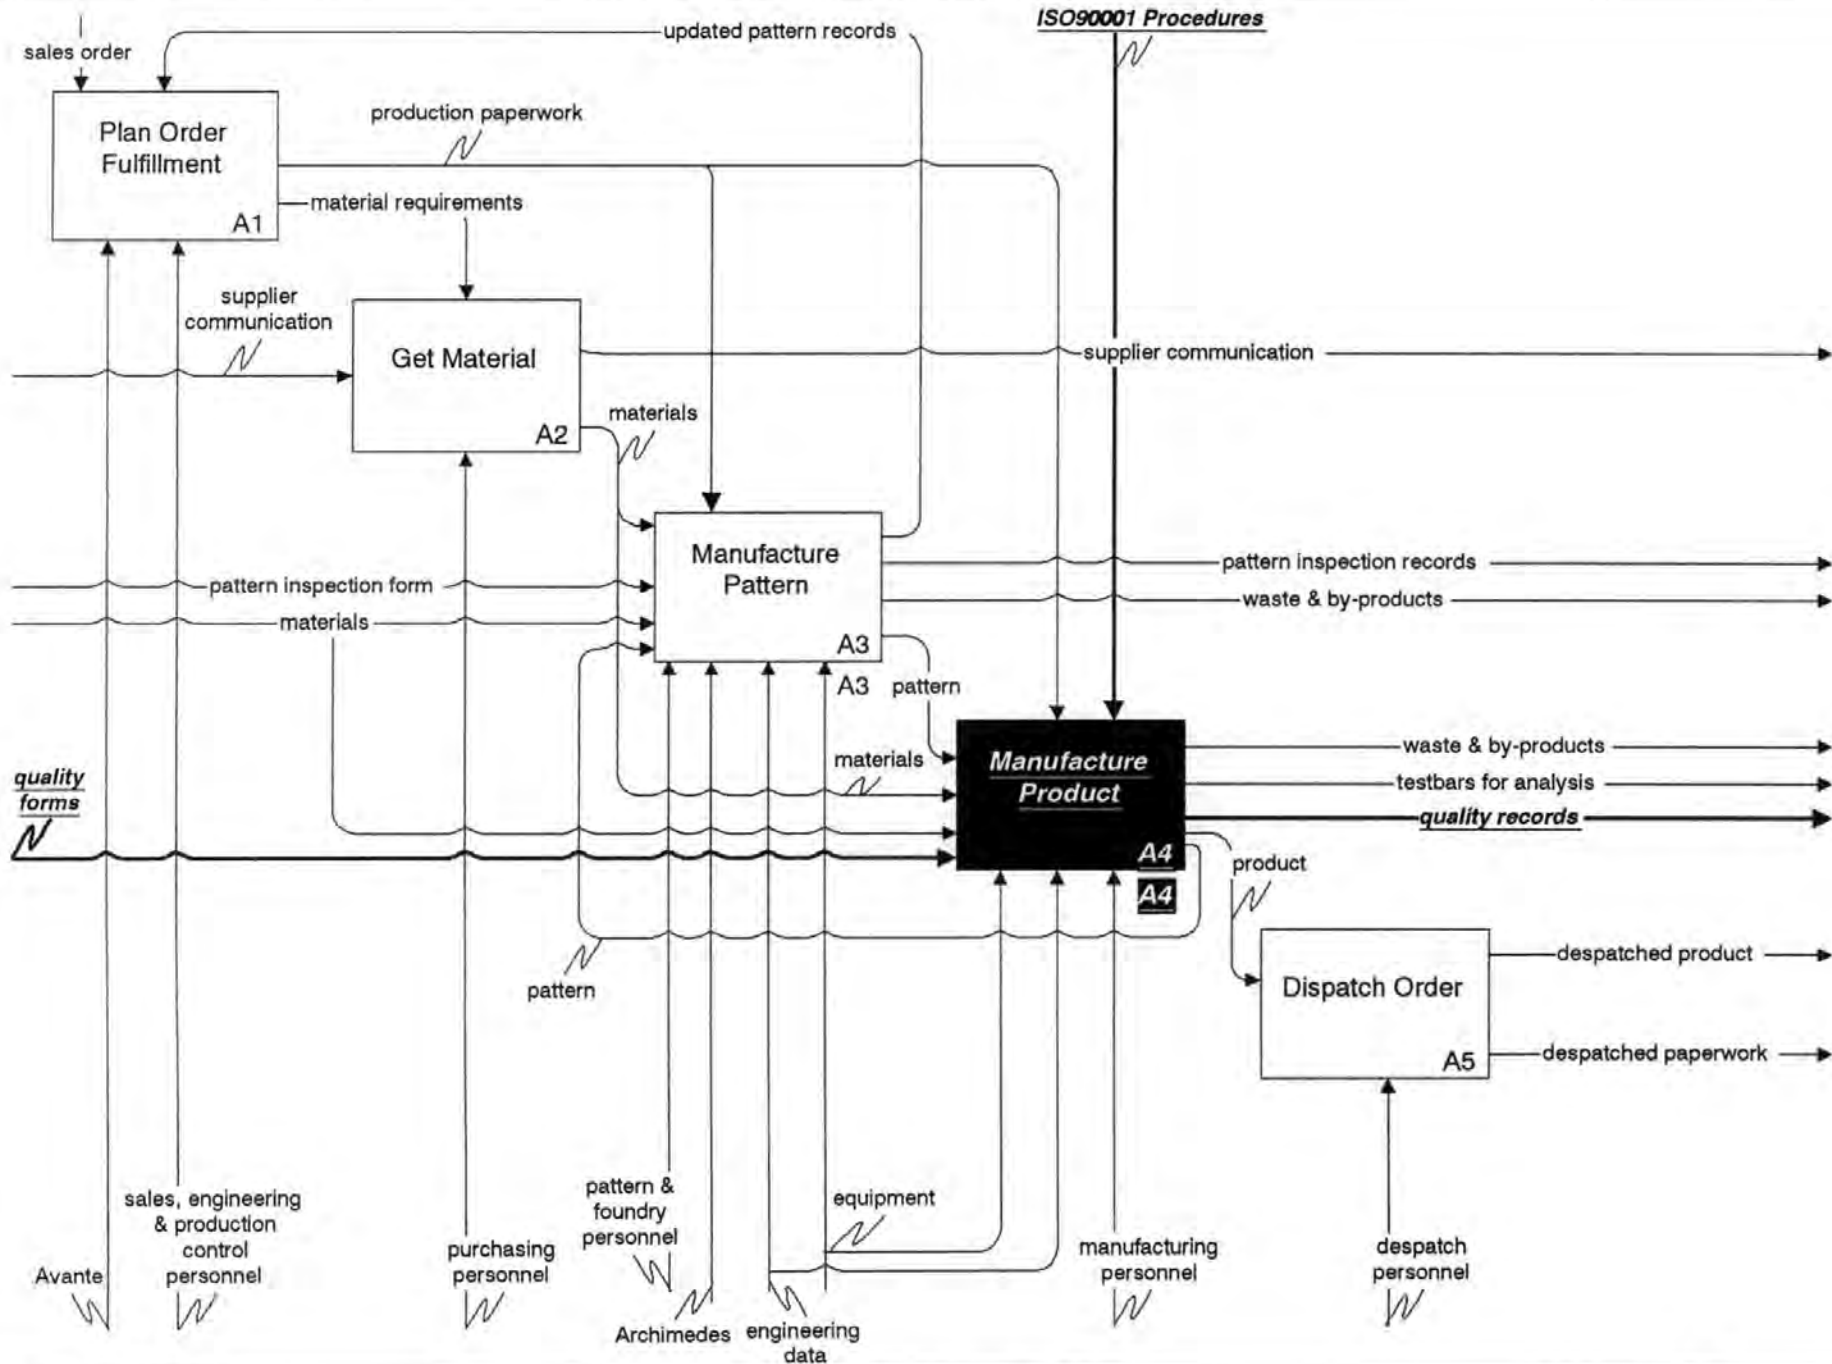 ISO90001 Procedures
updated pattern records
sales order
production paperwork
Plan Order
Fulfillment
A1
material requirements
supplier
communication
Get Material
A2
supplier communication
materials
Manufacture
Pattern
A3
A3
pattern inspection form
materials
pattern inspection records
waste & by-products
pattern
quality
forms
materials
Manufacture
Product
A4
A4
waste & by-products
testbars for analysis
quality records
product
pattern
Dispatch Order
A5
despatched product
despatched paperwork
Avante
sales, engineering
& production
control
personnel
purchasing
personnel
pattern &
foundry
personnel
Archimedes
engineering
data
equipment
manufacturing
personnel
despatch
personnel